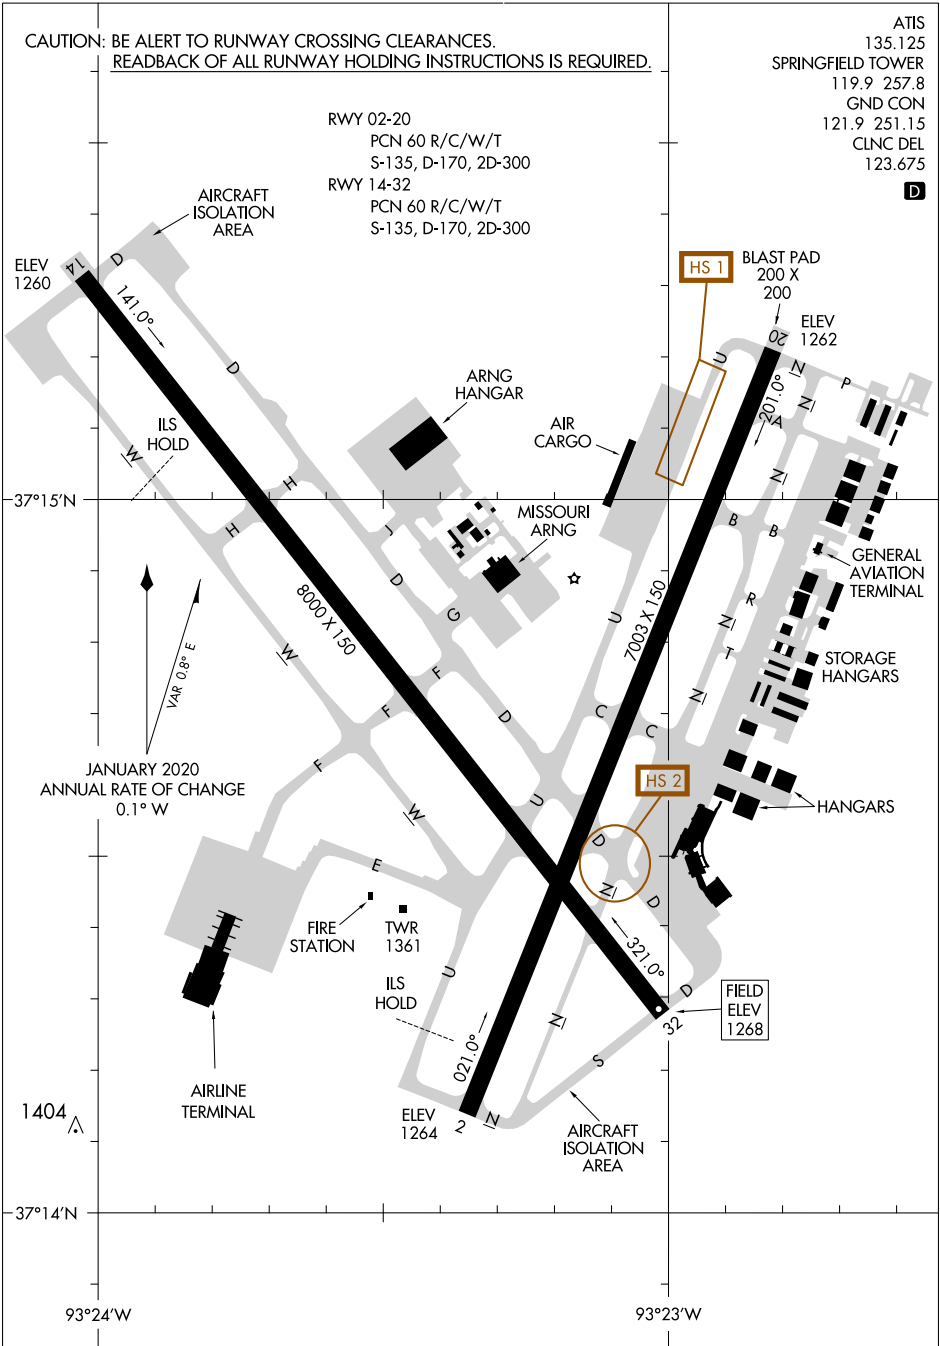 CAUTION: BE ALERT TO RUNWAY CROSSING CLEARANCES.
READBACK OF ALL RUNWAY HOLDING INSTRUCTIONS IS REQUIRED.
ATIS
135.125
SPRINGFIELD TOWER
119.9 257.8
GND CON
121.9 251.15
CLNC DEL
123.675
D
RWY 02-20
PCN 60 R/C/W/T
S-135, D-170, 2D-300
RWY 14-32
PCN 60 R/C/W/T
S-135, D-170, 2D-300
AIRCRAFT
ISOLATION
AREA
ELEV
1260
14
D
141.0°
D
HS 1
BLAST PAD
200 X
200
ELEV
1262
20
U
N
P
201.0°
N
A
ARNG
HANGAR
AIR
CARGO
ILS
HOLD
W
N
H
37°15'N
H
J
MISSOURI
ARNG
B
B
GENERAL
AVIATION
TERMINAL
D
8000 X 150
G
U
7003 X 150
R
N
T
W
VAR 0.8° E
F
STORAGE
HANGARS
N
F
D
C
C
F
JANUARY 2020
ANNUAL RATE OF CHANGE
0.1° W
HS 2
U
W
HANGARS
D
E
N
D
FIRE
STATION
TWR
1361
321.0°
U
ILS
HOLD
D
FIELD
ELEV
1268
32
N
021.0°
S
AIRLINE
TERMINAL
1404
ELEV
1264
2
N
AIRCRAFT
ISOLATION
AREA
37°14'N
93°24'W
93°23'W